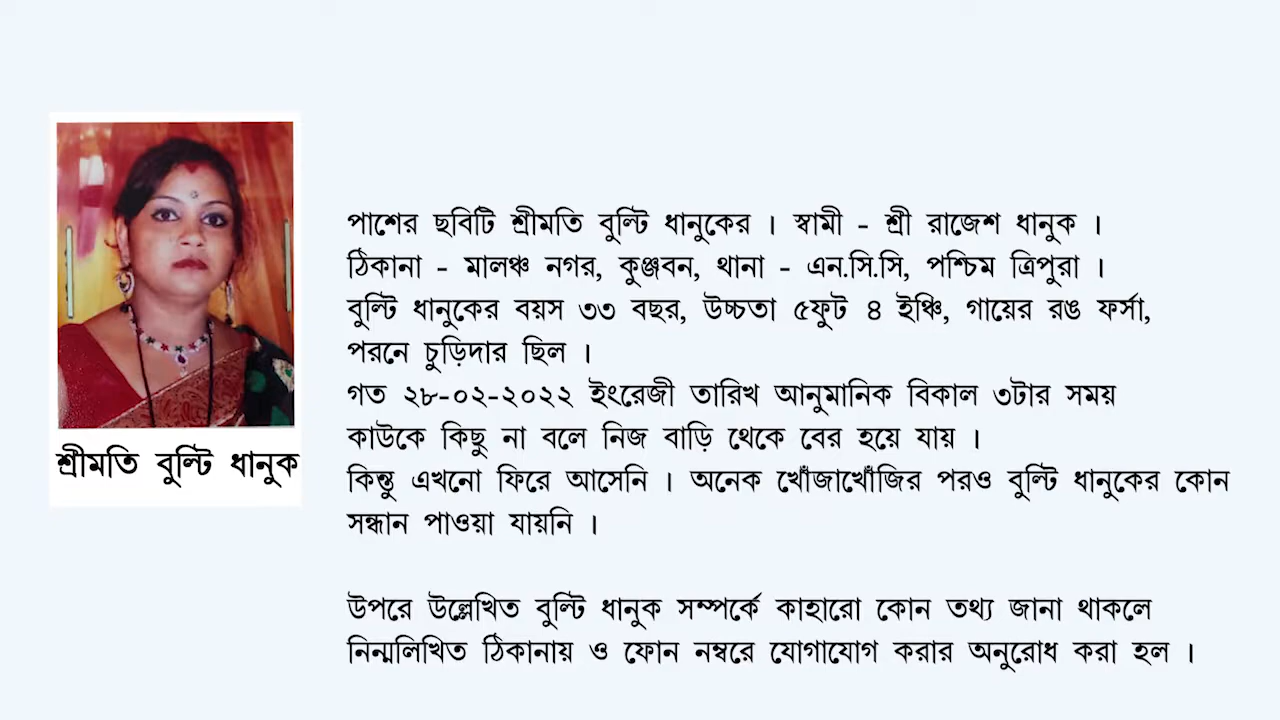 শ্রীমতি বুল্টি ধানুক
পাশের ছবিটি শ্রীমতি বুল্টি ধানুকের । স্বামী - শ্রী রাজেশ ধানুক ।
ঠিকানা - মালঞ্চ নগর, কুঞ্জবন, থানা - এন.সি.সি, পশ্চিম ত্রিপুরা ।
বুল্টি ধানুকের বয়স ৩৩ বছর, উচ্চতা ৫ফুট ৪ ইঞ্চি, গায়ের রঙ ফর্সা,
পরনে চুড়িদার ছিল ।
গত ২৮-০২-২০২২ ইংরেজী তারিখ আনুমানিক বিকাল ৩টার সময়
কাউকে কিছু না বলে নিজ বাড়ি থেকে বের হয়ে যায় ।
কিন্তু এখনো ফিরে আসেনি । অনেক খোঁজাখোঁজির পরও বুল্টি ধানুকের কোন
সন্ধান পাওয়া যায়নি ।
উপরে উল্লেখিত বুল্টি ধানুক সম্পর্কে কাহারো কোন তথ্য জানা থাকলে
নিন্মলিখিত ঠিকানায় ও ফোন নম্বরে যোগাযোগ করার অনুরোধ করা হল ।